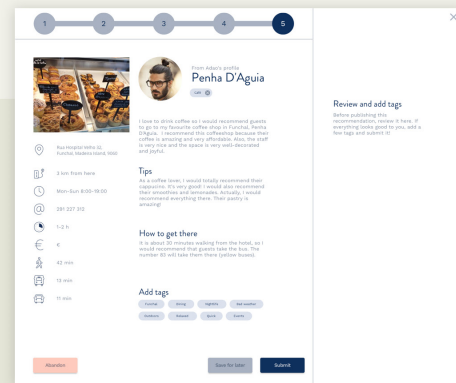 1 2 3 4 5
From Adao's profile
Penha D'Aguia
I love to drink coffee so I would recommend guests
to go to my favourite coffee shop in Funchal, Penha
D'Aguia. I recommend this coffeeshop because their
coffee is amazing and very affordable. Also, the staff
is very nice and the space is very well-decorated
and joyful.
Tips
As a coffee lover, I would totally recommend their
cappucino. It's very good! I would also recommend
their smoothies and lemonades. Actually, I would
recommend everything there. Their pastry is
amazing!
How to get there
It is about 30 minutes walking from the hotel, so I
would recommend that guests take the bus. The
number 63 will take them there (yellow buses).
Add tags
Funchal Dining Nightlife Bad weather
Outdoors Relaxed Quick Events
Funchal, Madeira Island, 9060
3 km from here
Mon-Sun 8:00-19:00
291 227 313
1-2 h
€
42 min
13 min
11 min
Abandon
Save for later
Submit
Review and add tags
Before publishing this
recommendation, review it here. If
everything looks good to you, add a
few tags and submit it!